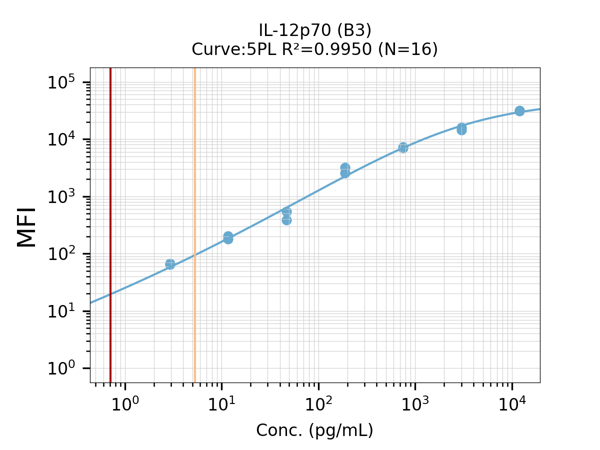 IL-12p70 (B3)
Curve:5PL R²=0.9950 (N=16)
MFI
10⁵
10⁴
10³
10²
10¹
10⁰
10⁰ 10¹ 10² 10³ 10⁴
Conc. (pg/mL)